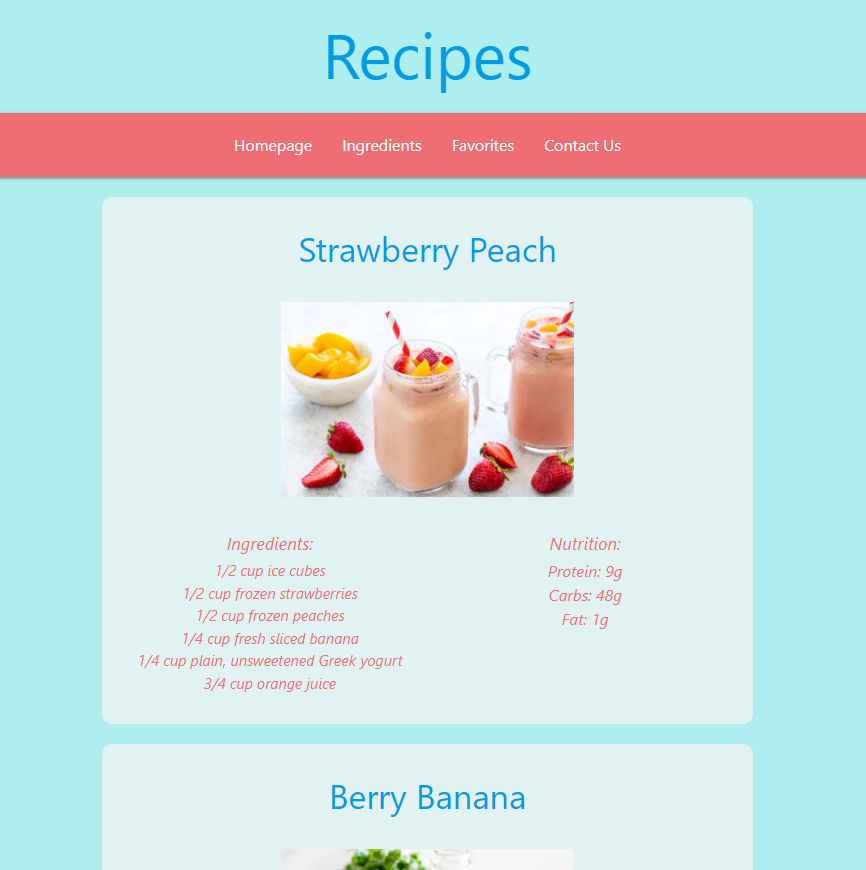 Recipes
Homepage Ingredients Favorites Contact Us
Strawberry Peach
Ingredients:
1/2 cup ice cubes
1/2 cup frozen strawberries
1/2 cup frozen peaches
1/4 cup fresh sliced banana
1/4 cup plain, unsweetened Greek yogurt
3/4 cup orange juice
Nutrition:
Protein: 9g
Carbs: 48g
Fat: 1g
Berry Banana